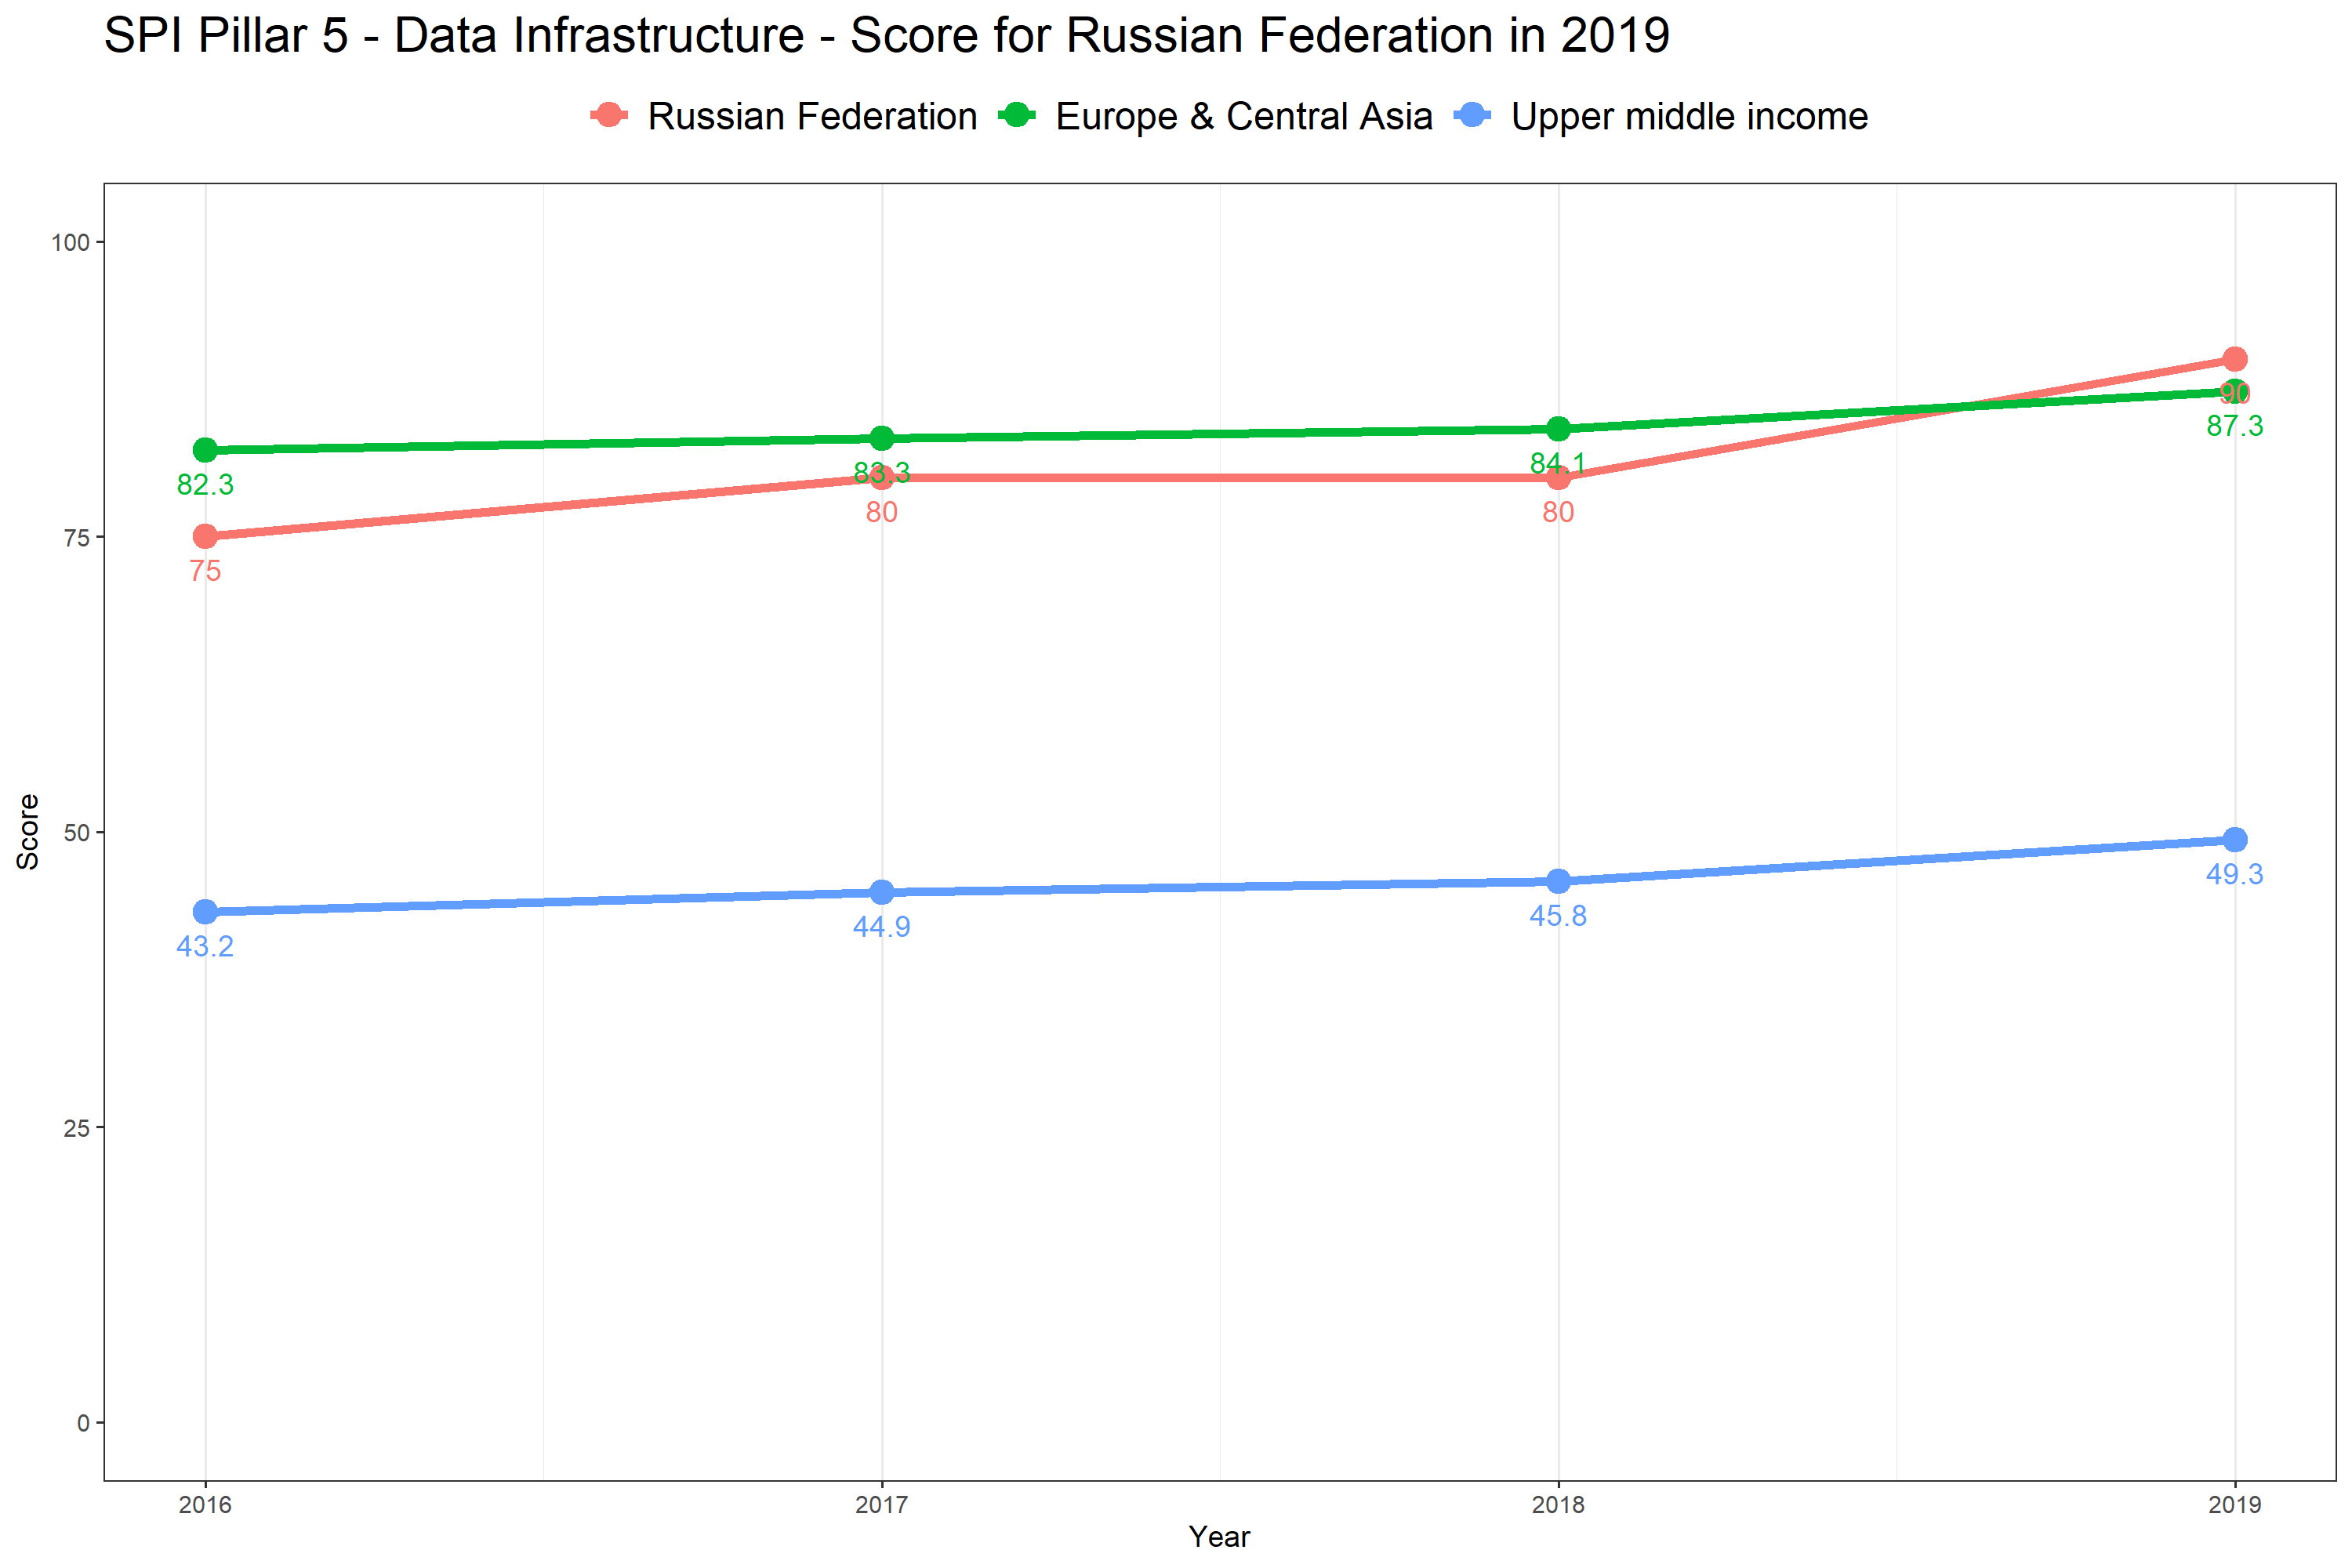 SPI Pillar 5 - Data Infrastructure - Score for Russian Federation in 2019
Russian Federation Europe & Central Asia Upper middle income
100
75
50
25
0
Score
82.3 83.3 84.1 87.3
75 80 80 90
43.2 44.9 45.8 49.3
2016 2017 2018 2019
Year